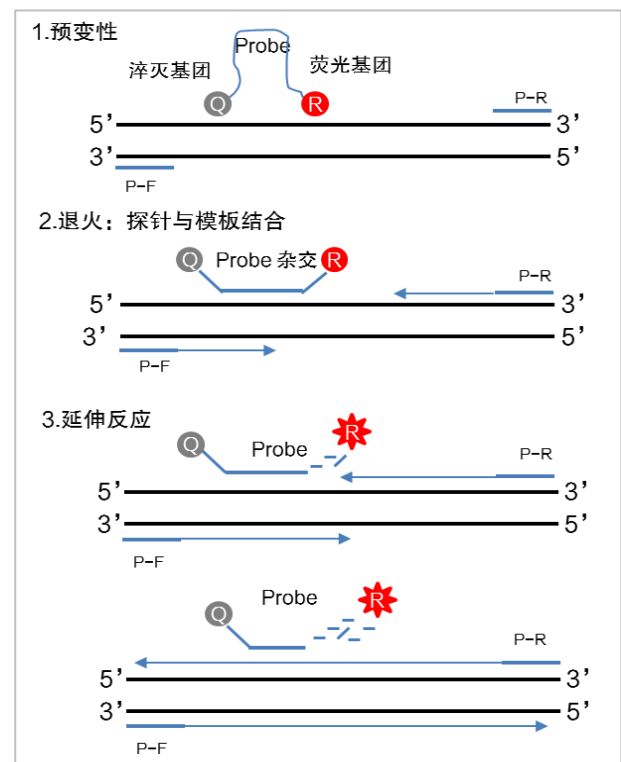 1.预变性
Probe
淬灭基团
荧光基团
Q
R
P-R
5’
3’
3’
5’
P-F
2.退火：探针与模板结合
Q
Probe 杂交
R
P-R
5’
3’
3’
5’
P-F
3.延伸反应
R
Q
Probe
P-R
5’
3’
3’
5’
P-F
Probe
R
Q
P-R
5’
3’
3’
5’
P-F